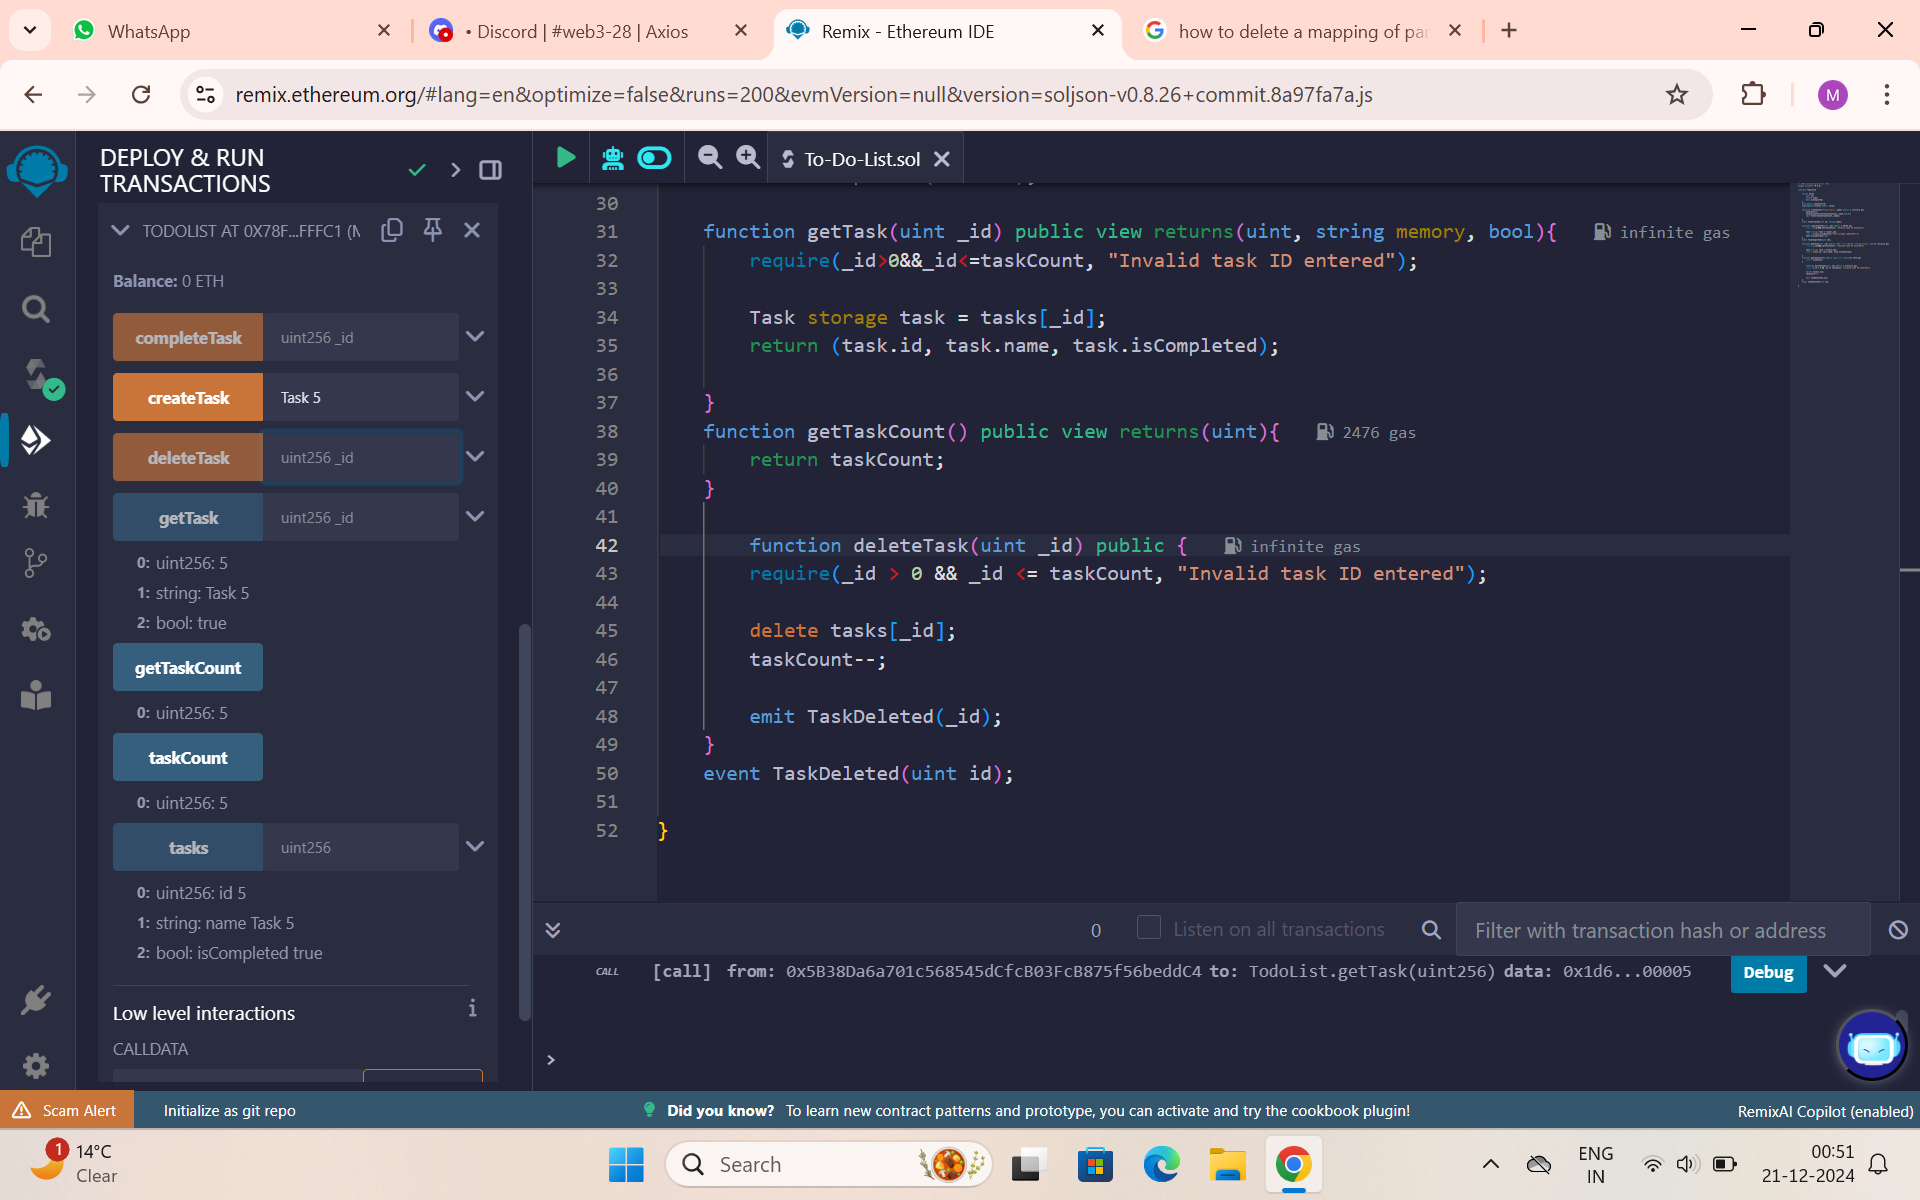 WhatsApp
• Discord | #web3-28 | Axios
Remix - Ethereum IDE
how to delete a mapping of par
remix.ethereum.org/#lang=en&optimize=false&runs=200&evmVersion=null&version=soljson-v0.8.26+commit.8a97fa7a.js
M
DEPLOY & RUN
TRANSACTIONS
TODOLIST AT 0X78F...FFFC1 (M
Balance: 0 ETH
completeTask uint256 _id
createTask Task 5
deleteTask uint256 _id
getTask uint256 _id
0: uint256: 5
1: string: Task 5
2: bool: true
getTaskCount
0: uint256: 5
taskCount
0: uint256: 5
tasks uint256
0: uint256: id 5
1: string: name Task 5
2: bool: isCompleted true
Low level interactions
i
CALLDATA
To-Do-List.sol
30
31 function getTask(uint _id) public view returns(uint, string memory, bool){ infinite gas
32 require(_id>0&&_id<=taskCount, "Invalid task ID entered");
33
34 Task storage task = tasks[_id];
35 return (task.id, task.name, task.isCompleted);
36
37 }
38 function getTaskCount() public view returns(uint){ 2476 gas
39 return taskCount;
40 }
41
42 function deleteTask(uint _id) public { infinite gas
43 require(_id > 0 && _id <= taskCount, "Invalid task ID entered");
44
45 delete tasks[_id];
46 taskCount--;
47
48 emit TaskDeleted(_id);
49 }
50 event TaskDeleted(uint id);
51
52 }
0 Listen on all transactions Filter with transaction hash or address
CALL [call] from: 0x5B38Da6a701c568545dCfcB03FcB875f56beddC4 to: TodoList.getTask(uint256) data: 0x1d6...00005 Debug
>
Scam Alert Initialize as git repo Did you know? To learn new contract patterns and prototype, you can activate and try the cookbook plugin! RemixAI Copilot (enabled)
1
14°C
Clear
Search
ENG
IN
00:51
21-12-2024